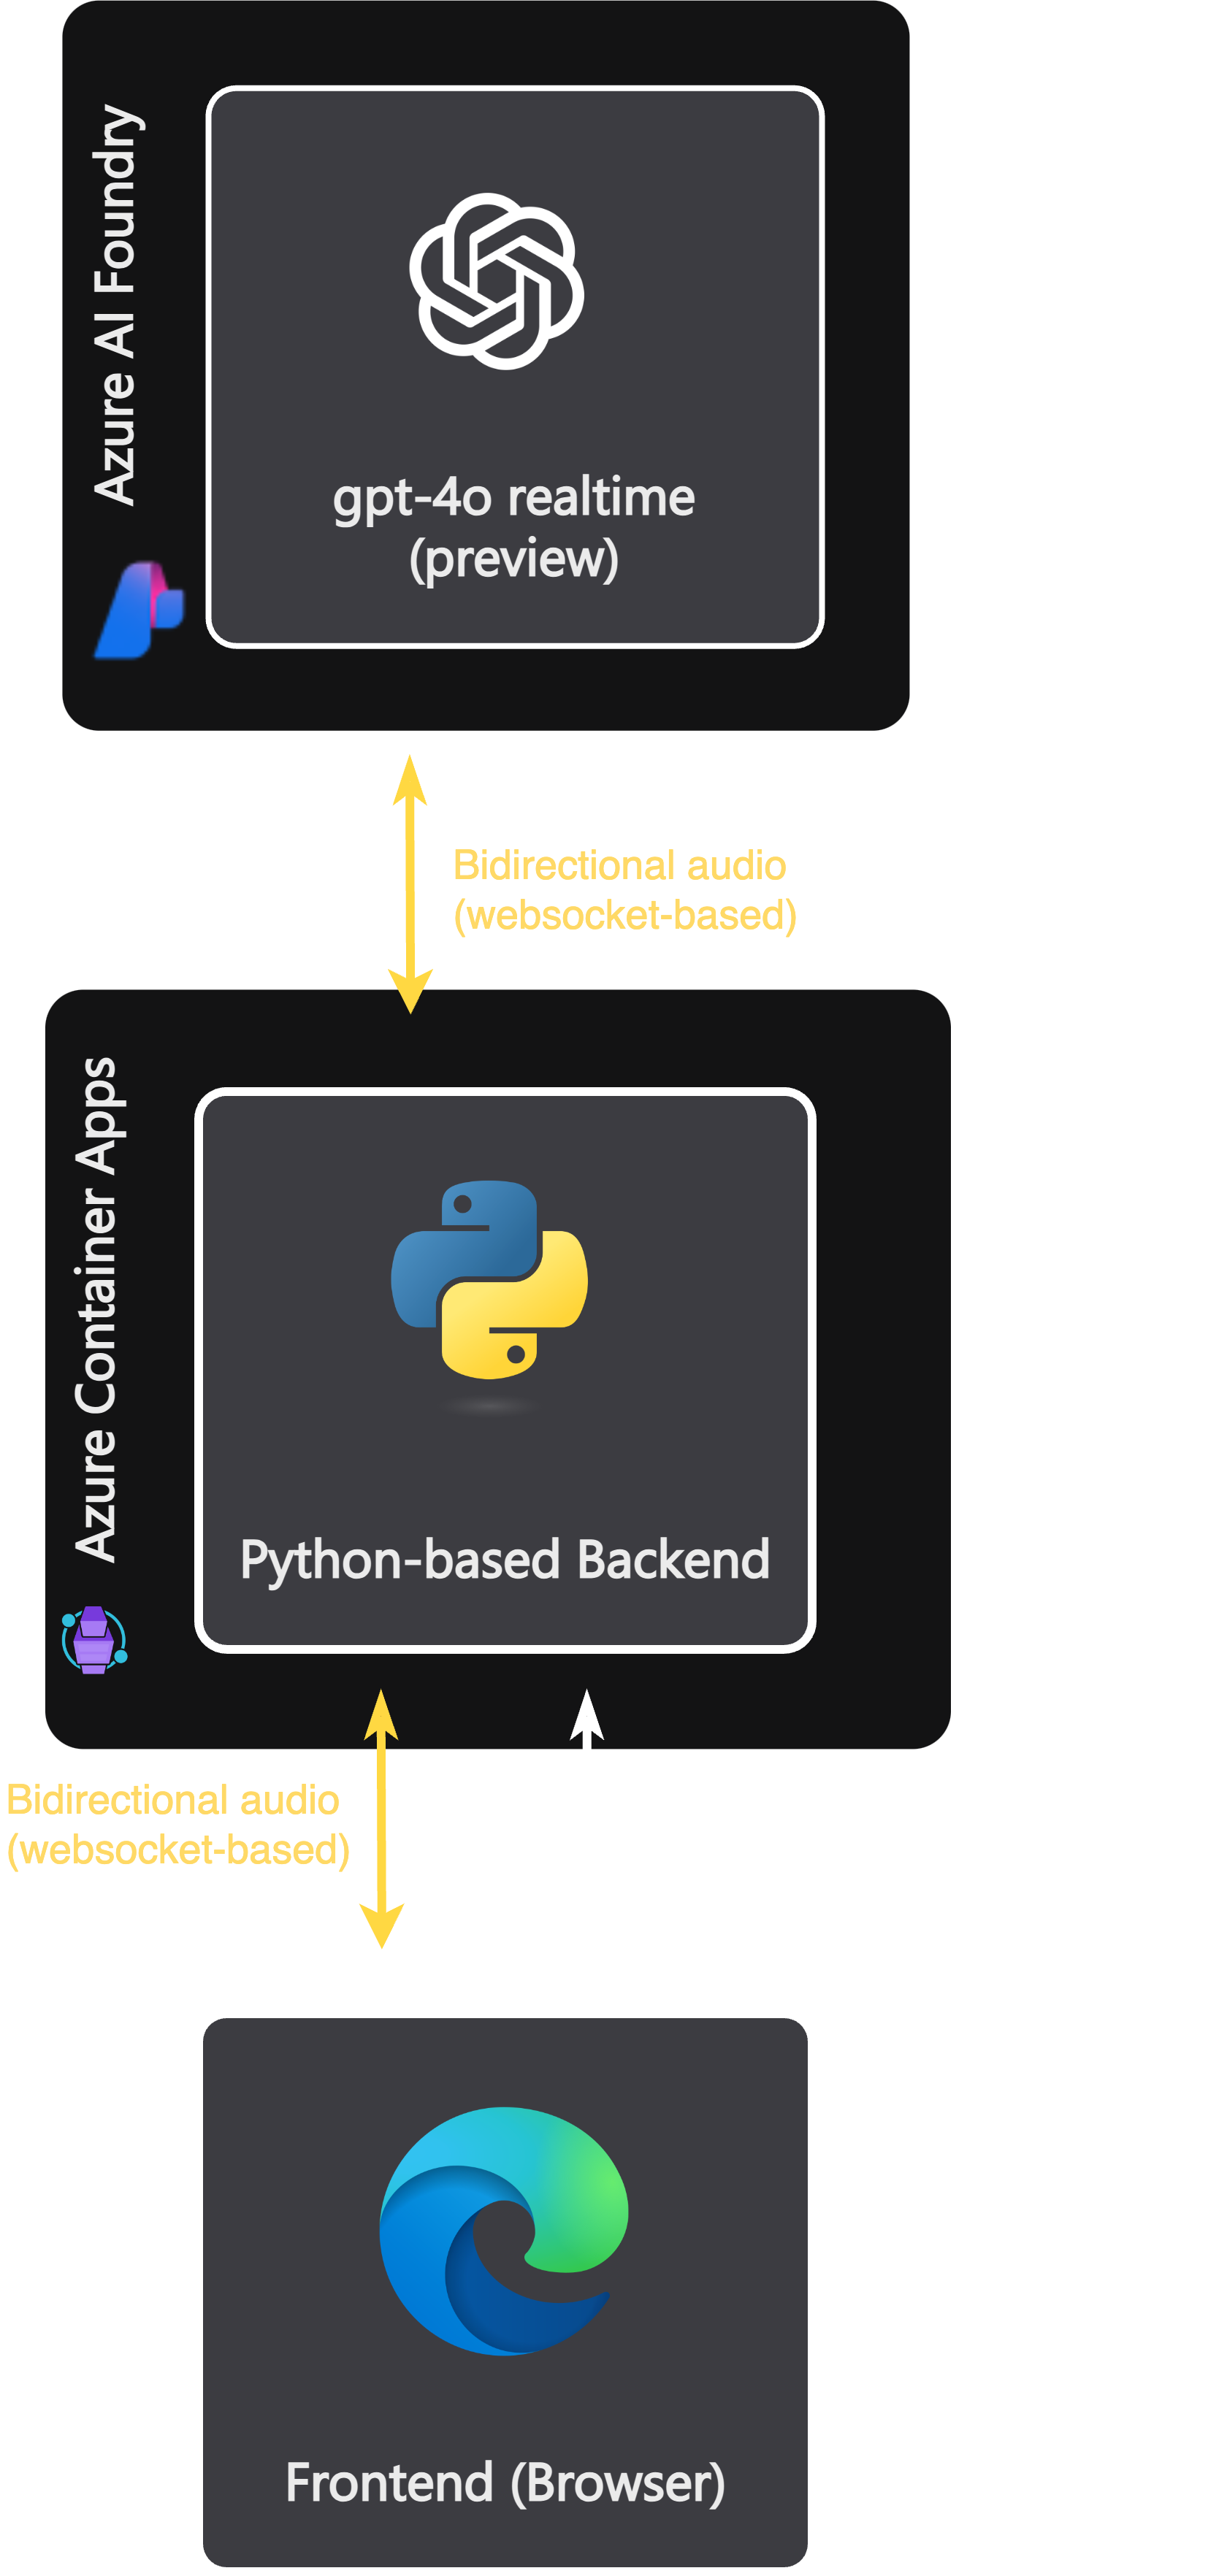 Azure AI Foundry
gpt-4o realtime
(preview)
Bidirectional audio
(websocket-based)
Azure Container Apps
Python-based Backend
Bidirectional audio
(websocket-based)
Frontend (Browser)